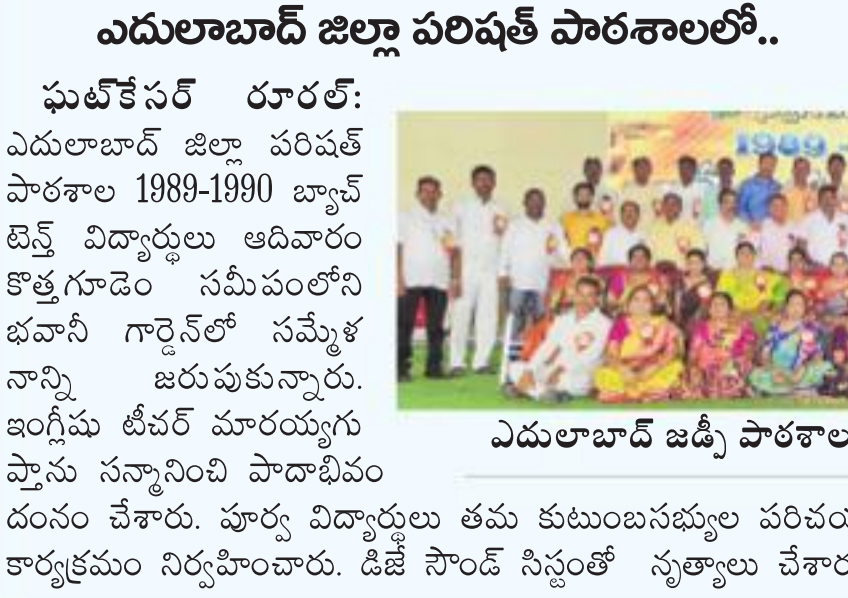 ఎదులాబాద్ జిల్లా పరిషత్ పాఠశాలలో..
ఘట్‌కేసర్ రూరల్:
ఎదులాబాద్ జిల్లా పరిషత్
పాఠశాల 1989-1990 బ్యాచ్
టెన్త్ విద్యార్థులు ఆదివారం
కొత్తగూడెం సమీపంలోని
భవానీ గార్డెన్‌లో సమ్మేళ
నాన్ని జరుపుకున్నారు.
ఇంగ్లీషు టీచర్ మారయ్యగు
ప్తాను సన్మానించి పాదాభివం
దంనం చేశారు. పూర్వ విద్యార్థులు తమ కుటుంబసభ్యుల పరిచయ
కార్యక్రమం నిర్వహించారు. డిజే సౌండ్ సిస్టంతో నృత్యాలు చేశార
1989 -
ఎదులాబాద్ జడ్పీ పాఠశాల